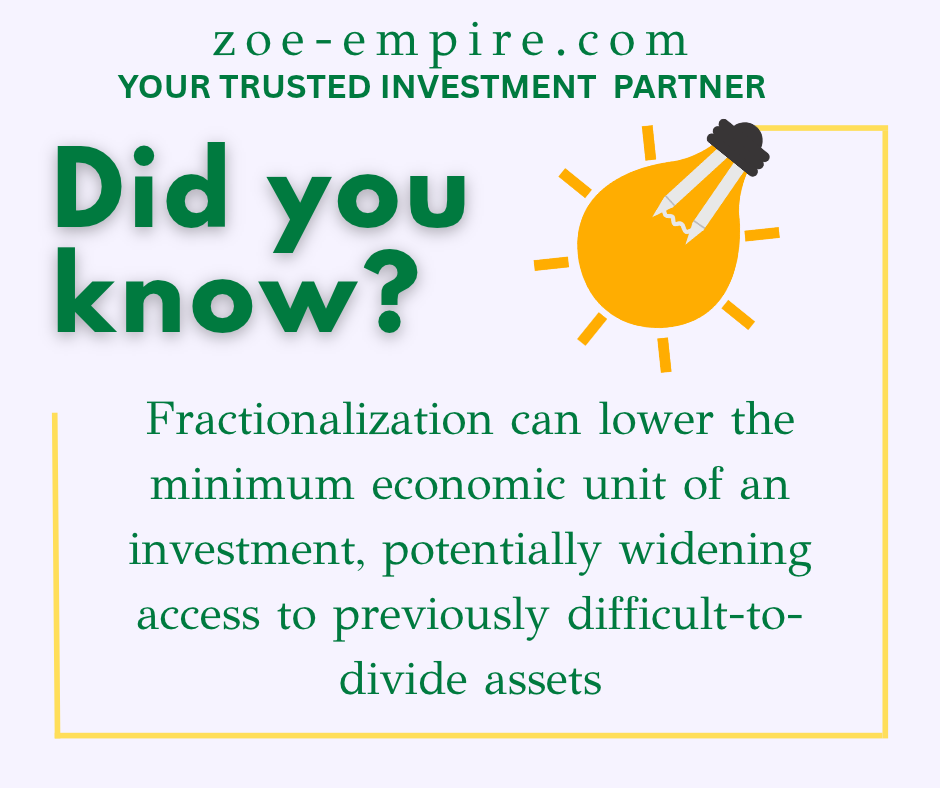 zoe-empire.com
YOUR TRUSTED INVESTMENT PARTNER
Did you
know?
Fractionalization can lower the
minimum economic unit of an
investment, potentially widening
access to previously difficult-to-
divide assets